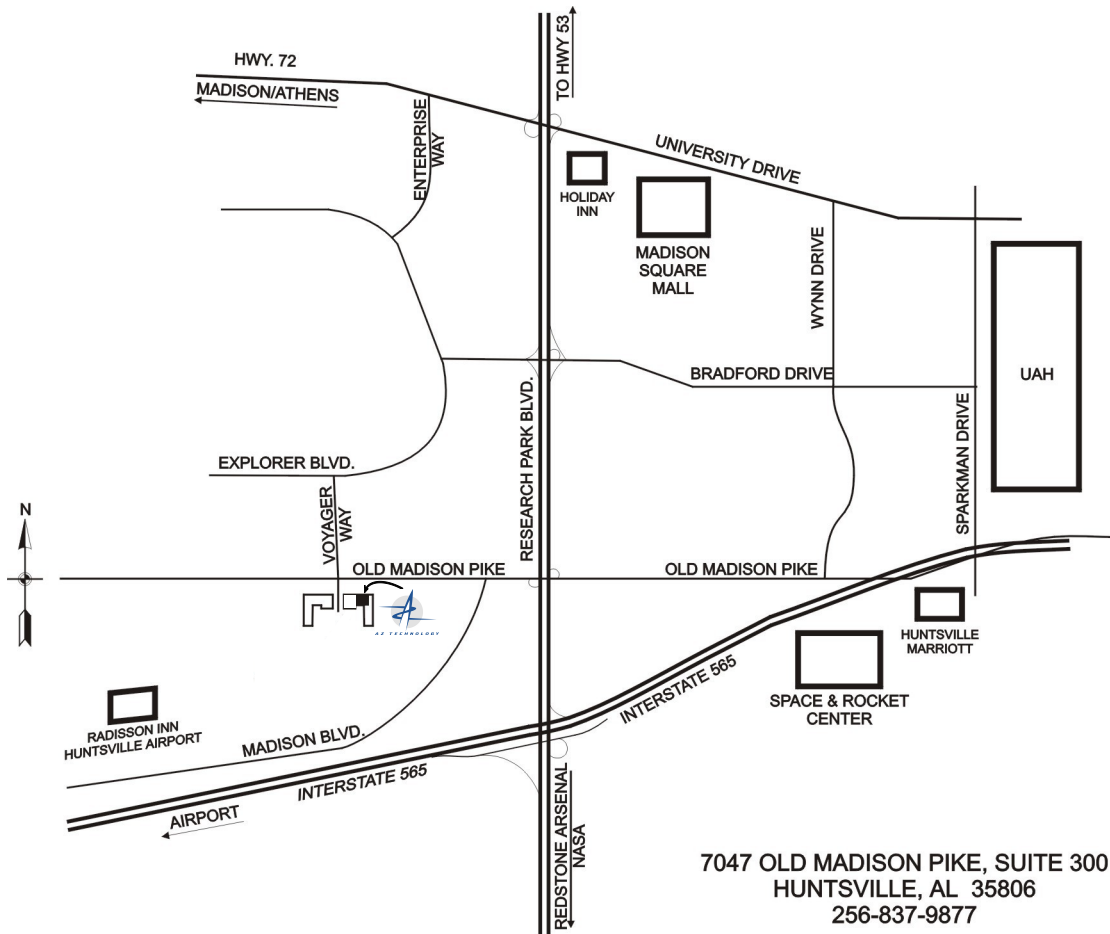 HWY. 72
MADISON/ATHENS
TO HWY 53
ENTERPRISE
WAY
UNIVERSITY DRIVE
HOLIDAY
INN
MADISON
SQUARE
MALL
WYNN DRIVE
BRADFORD DRIVE
UAH
SPARKMAN DRIVE
RESEARCH PARK BLVD.
EXPLORER BLVD.
VOYAGER
WAY
N
OLD MADISON PIKE
OLD MADISON PIKE
AZ TECHNOLOGY
HUNTSVILLE
MARRIOTT
SPACE & ROCKET
CENTER
INTERSTATE 565
RADISSON INN
HUNTSVILLE AIRPORT
MADISON BLVD.
INTERSTATE 565
AIRPORT
REDSTONE ARSENAL
NASA
7047 OLD MADISON PIKE, SUITE 300
HUNTSVILLE, AL 35806
256-837-9877